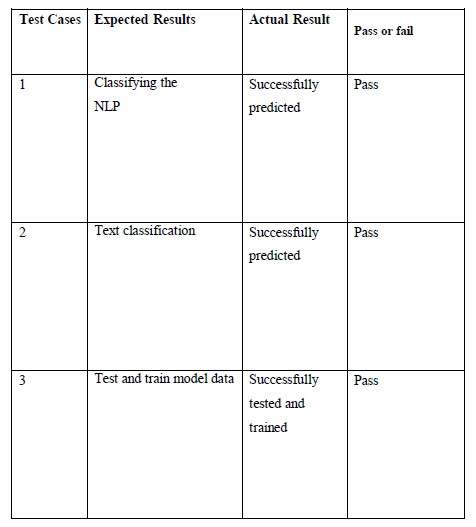 Test Cases Expected Results Actual Result Pass or fail
1 Classifying the Successfully Pass
NLP predicted
2 Text classification Successfully Pass
predicted
3 Test and train model data Successfully Pass
tested and
trained